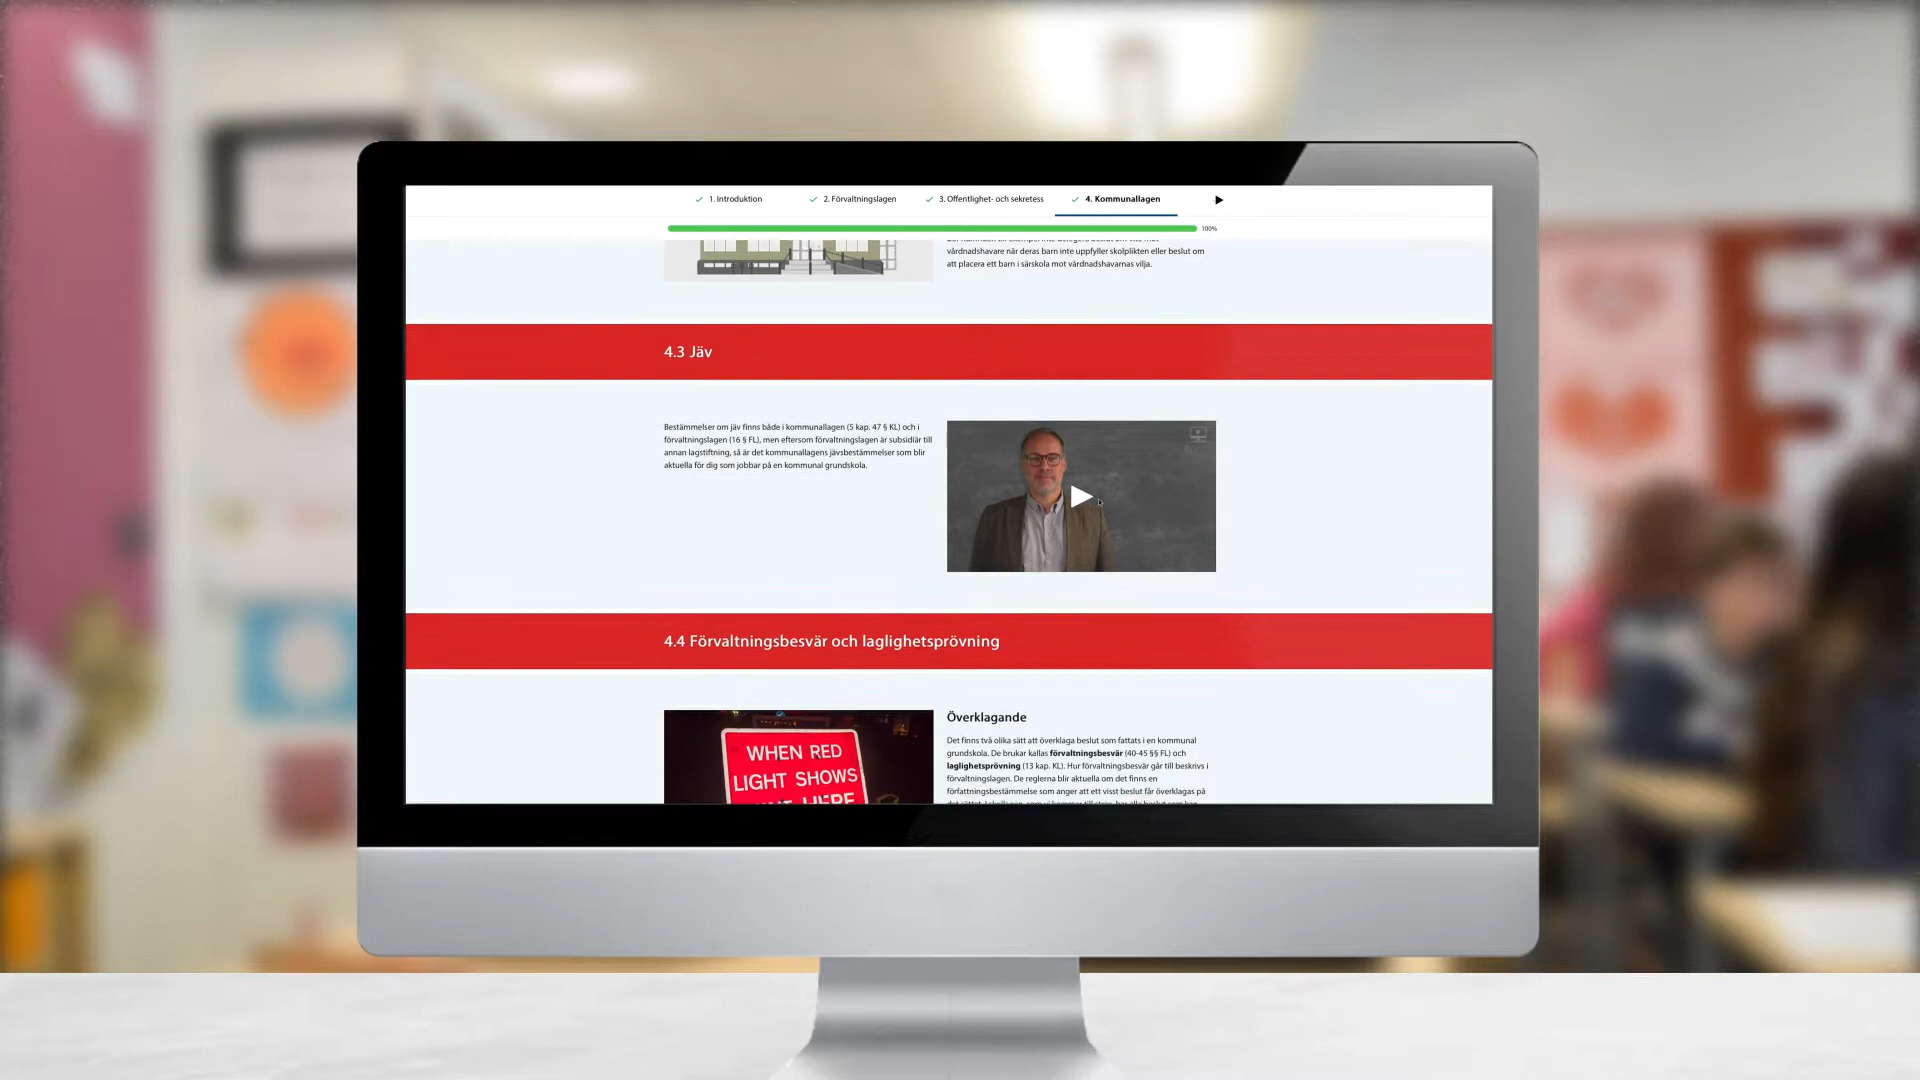 1. Introduktion
2. Förvaltningslagen
3. Offentlighet- och sekretess
4. Kommunallagen
100%
vårdnadshavare när deras barn inte uppfyller skolplikten eller beslut om
att placera ett barn i särskola mot vårdnadshavarnas vilja.
4.3 Jäv
Bestämmelser om jäv finns både i kommunallagen (5 kap. 47 § KL) och i
förvaltningslagen (16 § FL), men eftersom förvaltningslagen är subsidiär till
annan lagstiftning, så är det kommunallagens jävsbestämmelser som blir
aktuella för dig som jobbar på en kommunal grundskola.
4.4 Förvaltningsbesvär och laglighetsprövning
WHEN RED
LIGHT SHOWS
HERE
Överklagande
Det finns två olika sätt att överklaga beslut som fattats i en kommunal
grundskola. De brukar kallas förvaltningsbesvär (40-45 §§ FL) och
laglighetsprövning (13 kap. KL). Hur förvaltningsbesvär går till beskrivs i
förvaltningslagen. De reglerna blir aktuella om det finns en
författningsbestämmelse som anger att ett visst beslut får överklagas på